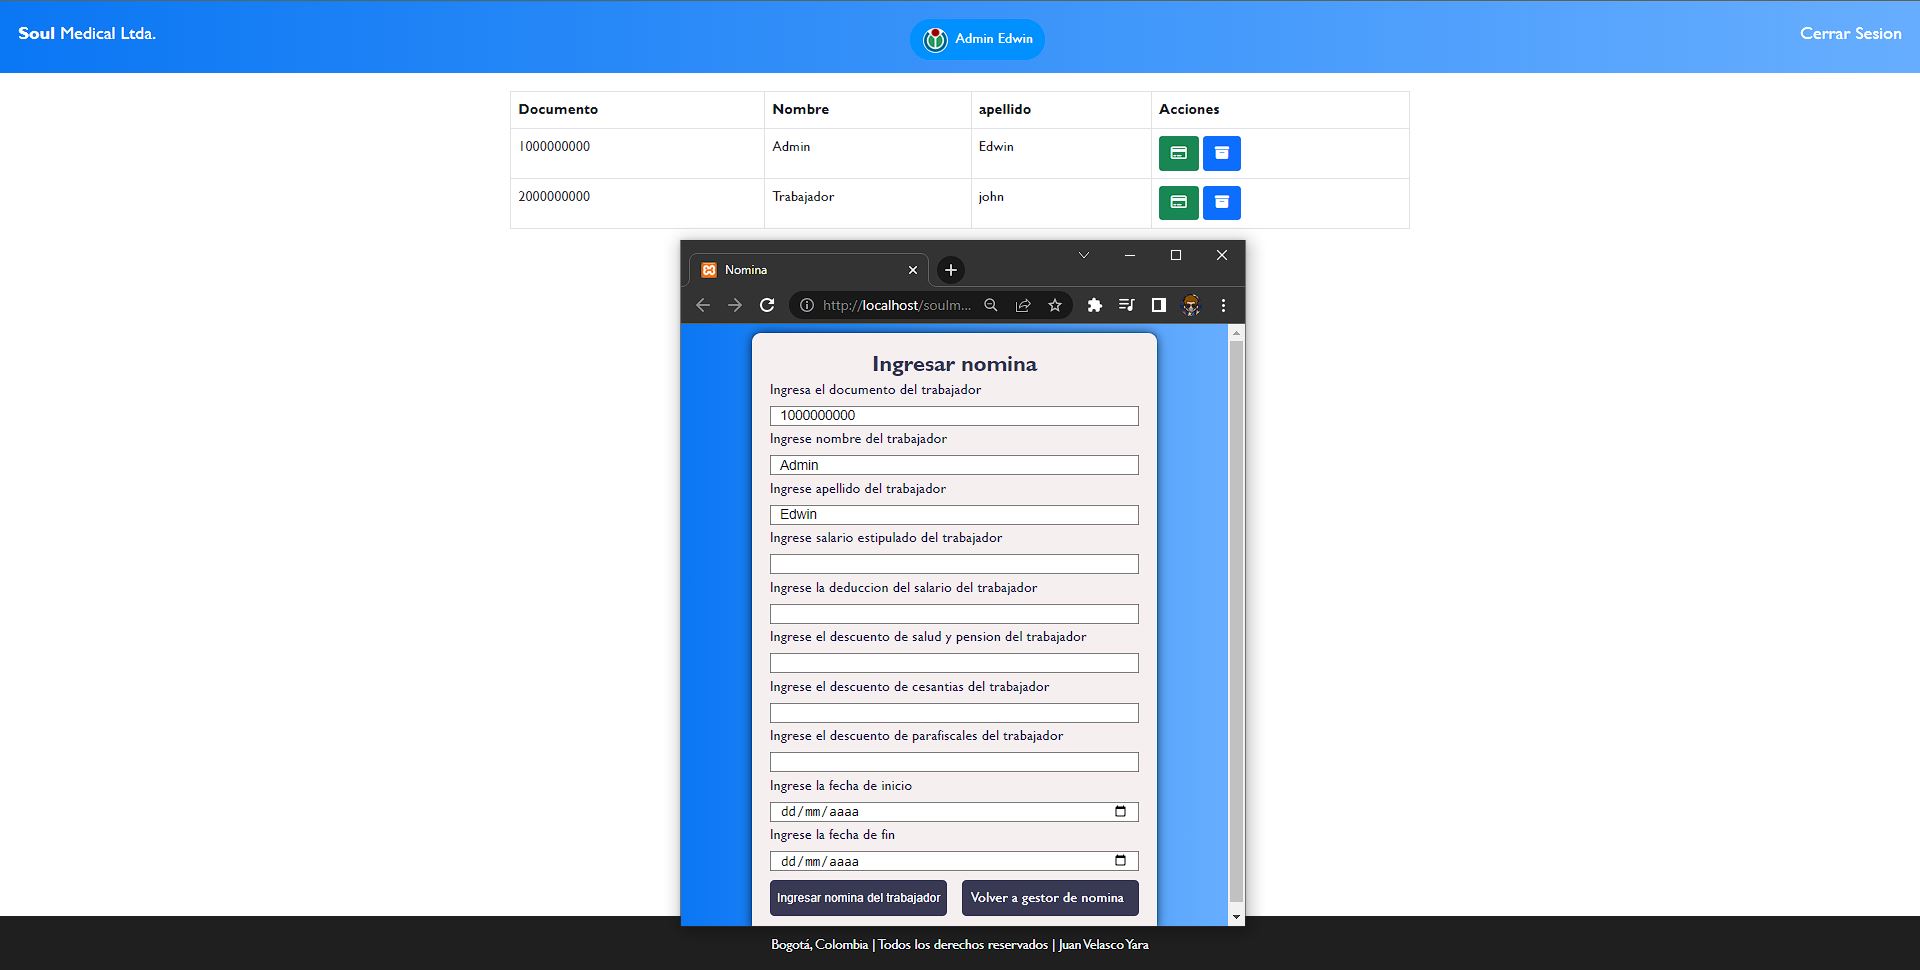 Soul Medical Ltda.
Admin Edwin
Cerrar Sesion
Documento Nombre apellido Acciones
1000000000 Admin Edwin
2000000000 Trabajador john
Nomina
http://localhost/soulm...
Ingresar nomina
Ingresa el documento del trabajador
1000000000
Ingrese nombre del trabajador
Admin
Ingrese apellido del trabajador
Edwin
Ingrese salario estipulado del trabajador
Ingrese la deduccion del salario del trabajador
Ingrese el descuento de salud y pension del trabajador
Ingrese el descuento de cesantias del trabajador
Ingrese el descuento de parafiscales del trabajador
Ingrese la fecha de inicio
dd/mm/aaaa
Ingrese la fecha de fin
dd/mm/aaaa
Ingresar nomina del trabajador
Volver a gestor de nomina
Bogotá, Colombia | Todos los derechos reservados | Juan Velasco Yara